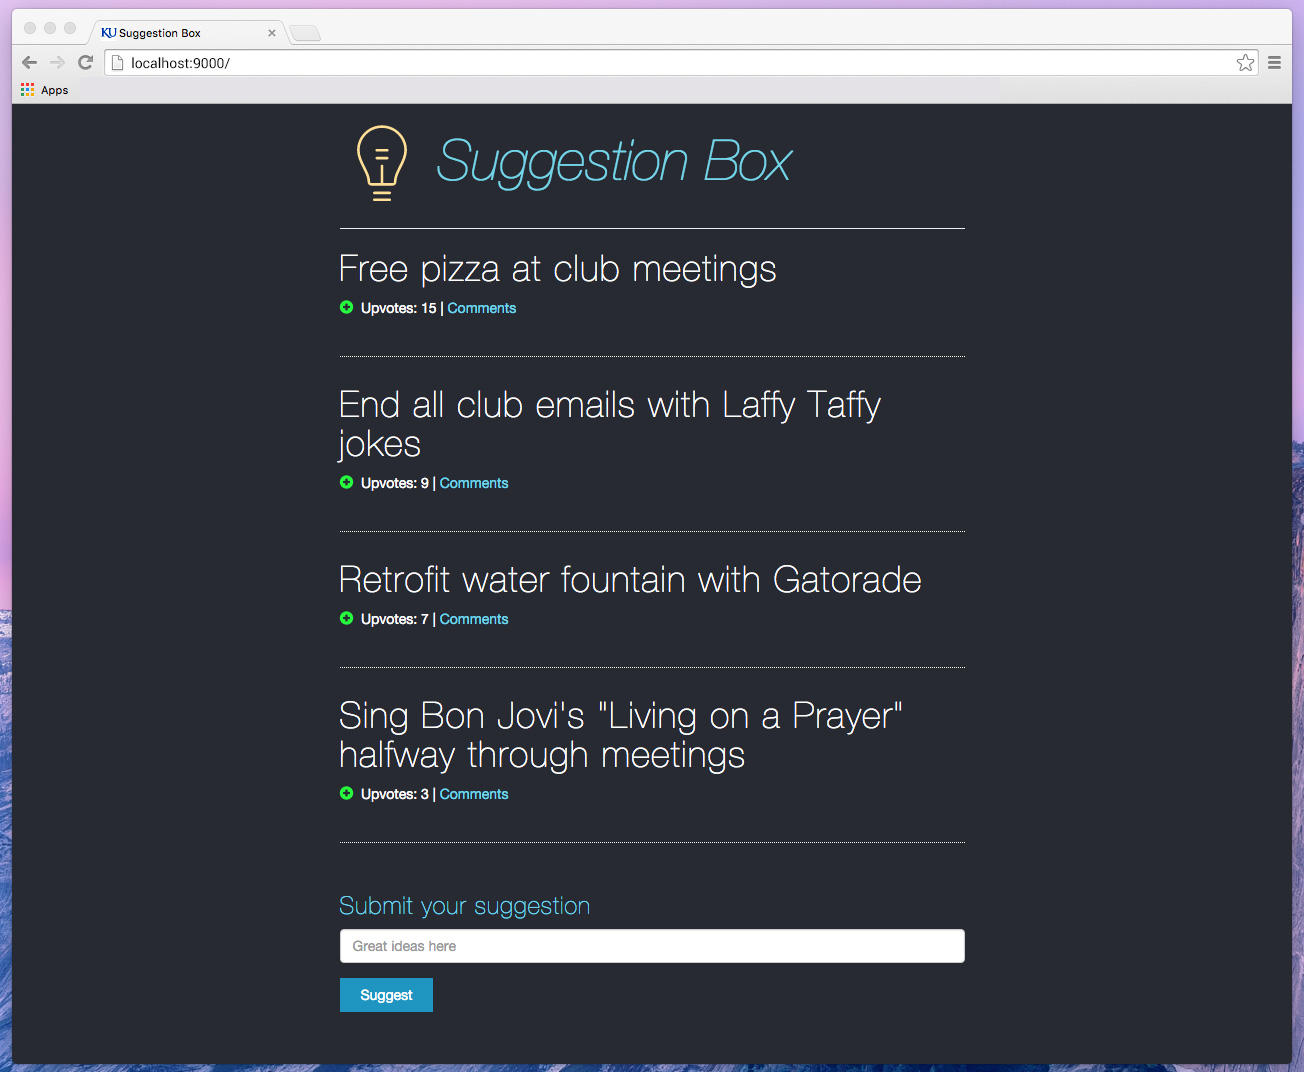 KU Suggestion Box
localhost:9000/
Apps
Suggestion Box
Free pizza at club meetings
Upvotes: 15 | Comments
End all club emails with Laffy Taffy
jokes
Upvotes: 9 | Comments
Retrofit water fountain with Gatorade
Upvotes: 7 | Comments
Sing Bon Jovi's "Living on a Prayer"
halfway through meetings
Upvotes: 3 | Comments
Submit your suggestion
Great ideas here
Suggest